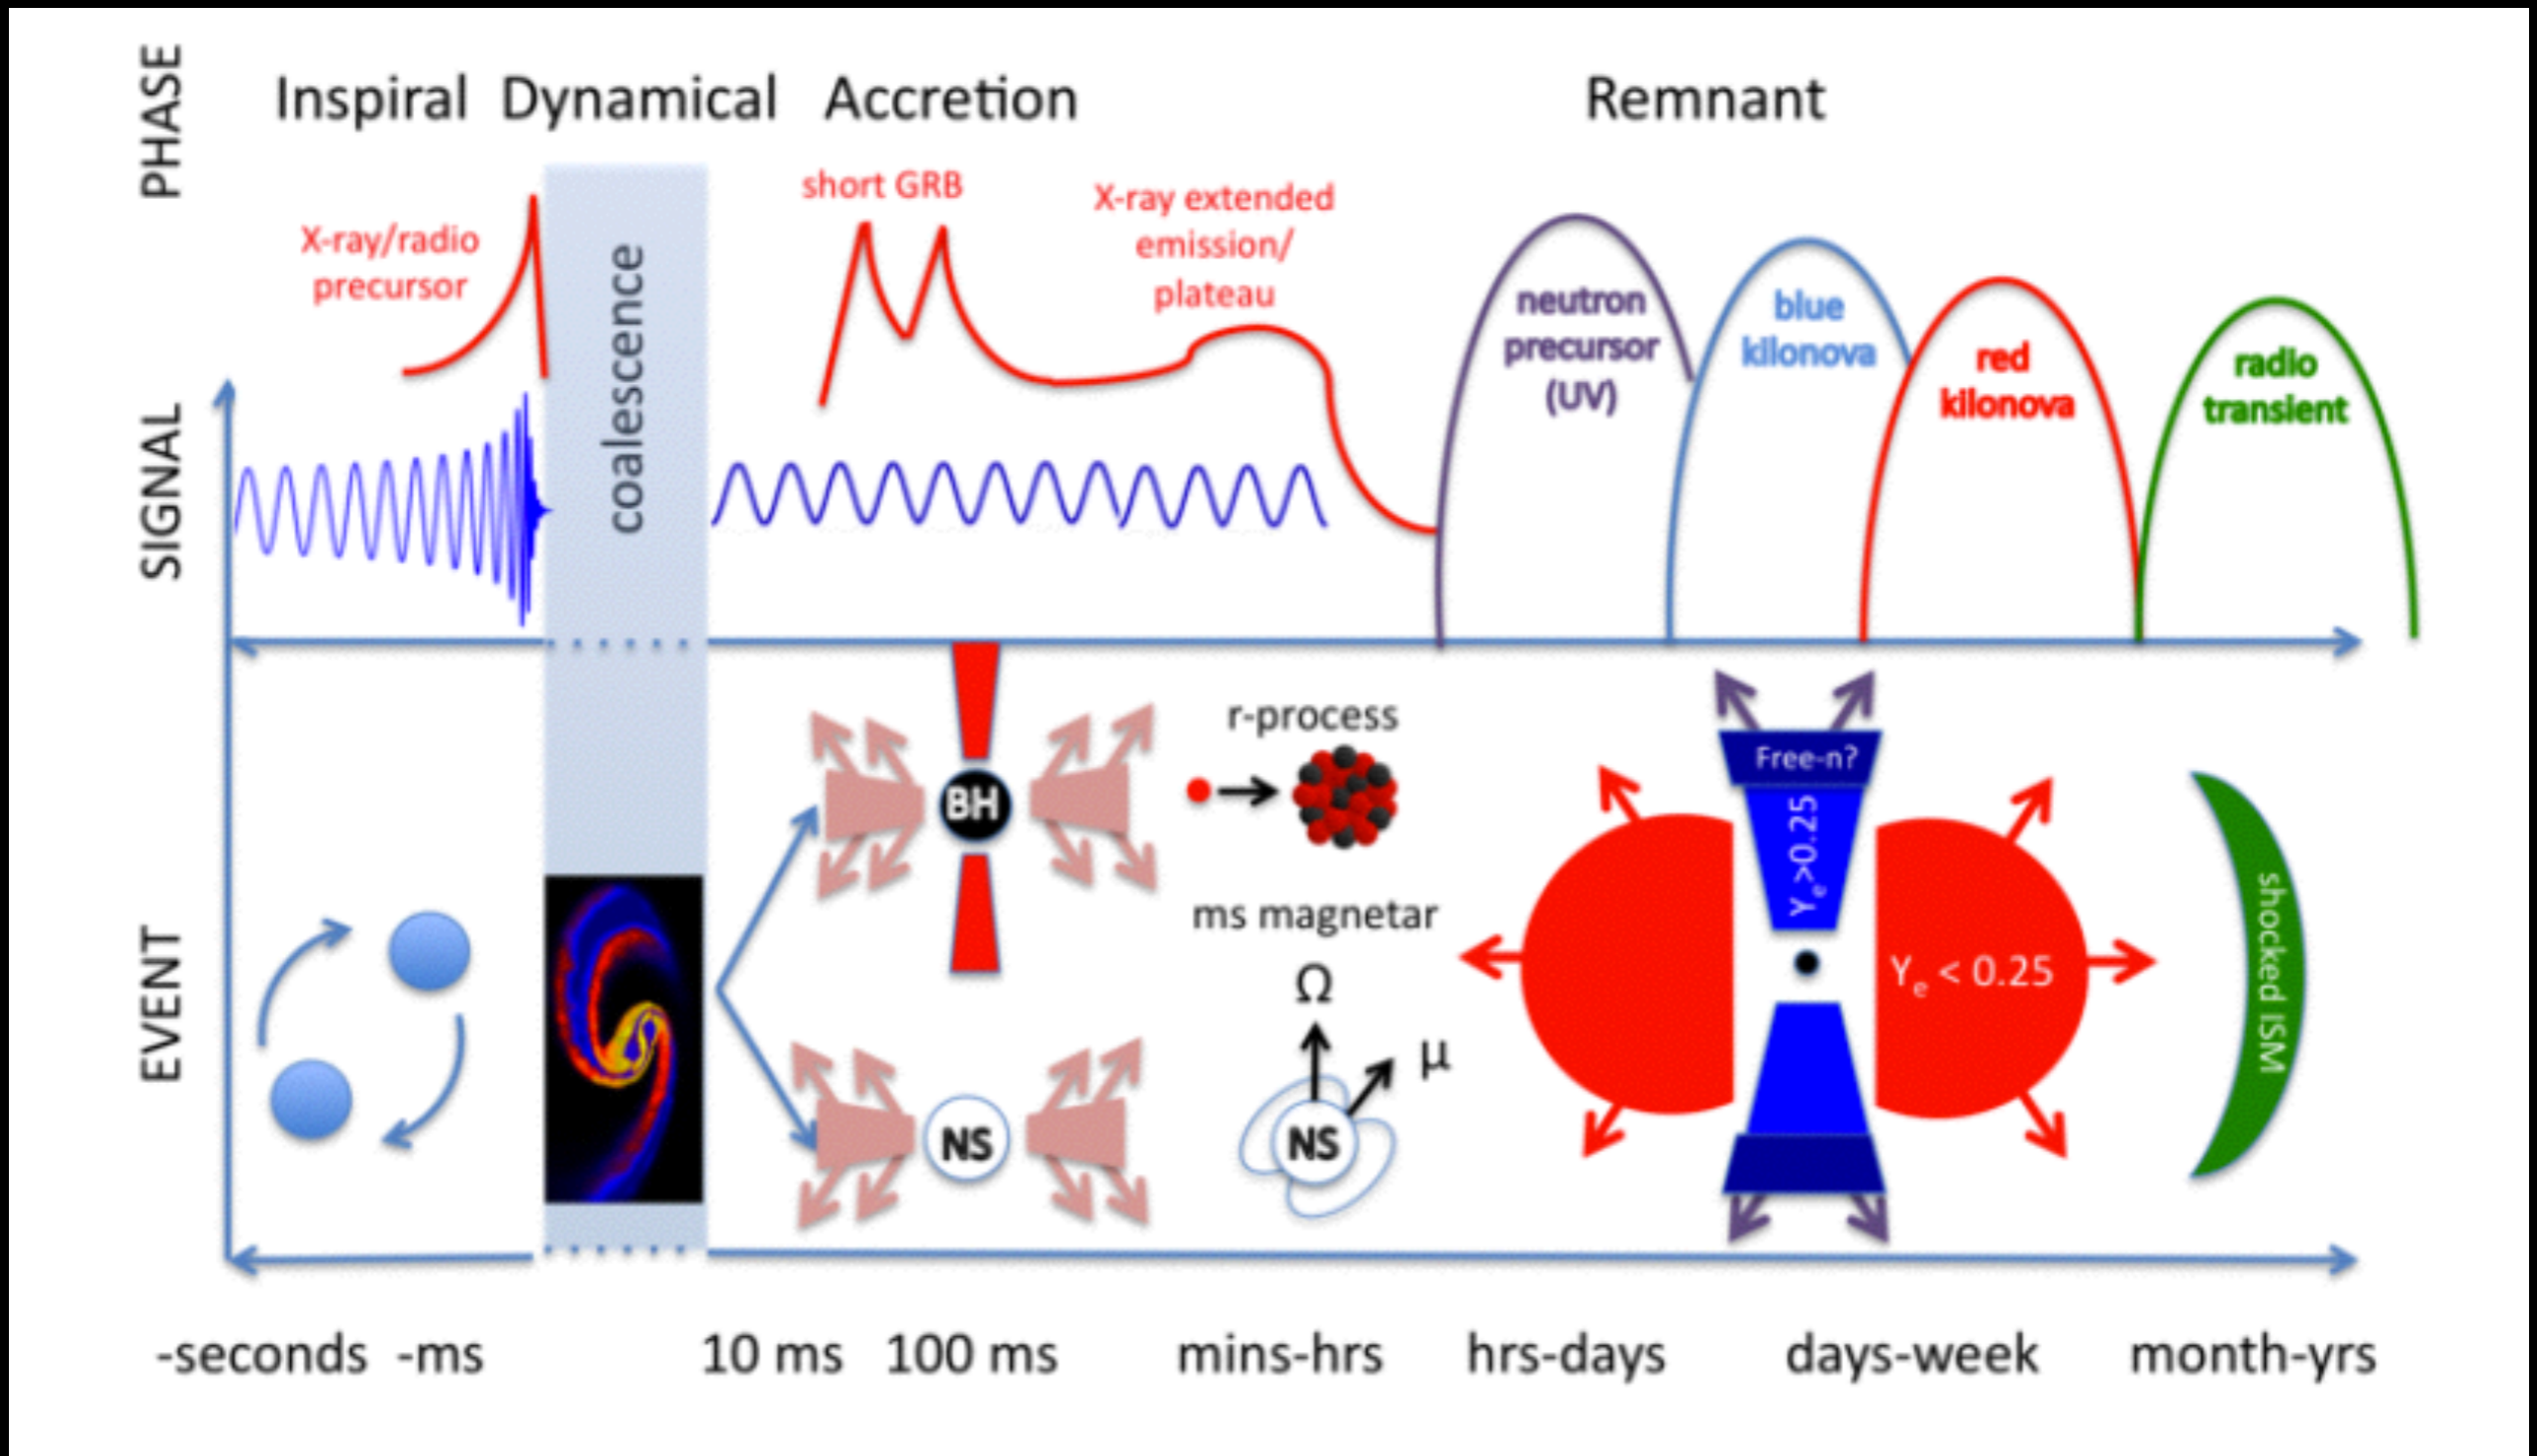 PHASE
Inspiral Dynamical Accretion Remnant
SIGNAL
X-ray/radio
precursor
coalescence
short GRB
X-ray extended
emission/
plateau
neutron
precursor
(UV)
blue
kilonova
red
kilonova
radio
transient
EVENT
BH
NS
r-process
ms magnetar
Ω
μ
NS
Free-n?
Ye>0.25
Ye < 0.25
shocked ISM
-seconds -ms 10 ms 100 ms mins-hrs hrs-days days-week month-yrs